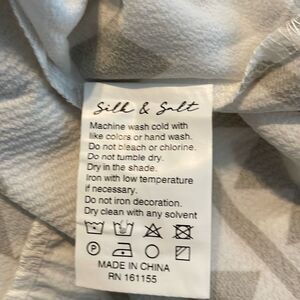 Silk & Salt
Machine wash cold with
like colors or hand wash.
Do not bleach or chlorine.
Do not tumble dry.
Dry in the shade.
Iron with low temperature
if necessary.
Do not iron decoration.
Dry clean with any solvent
P
MADE IN CHINA
RN 161155